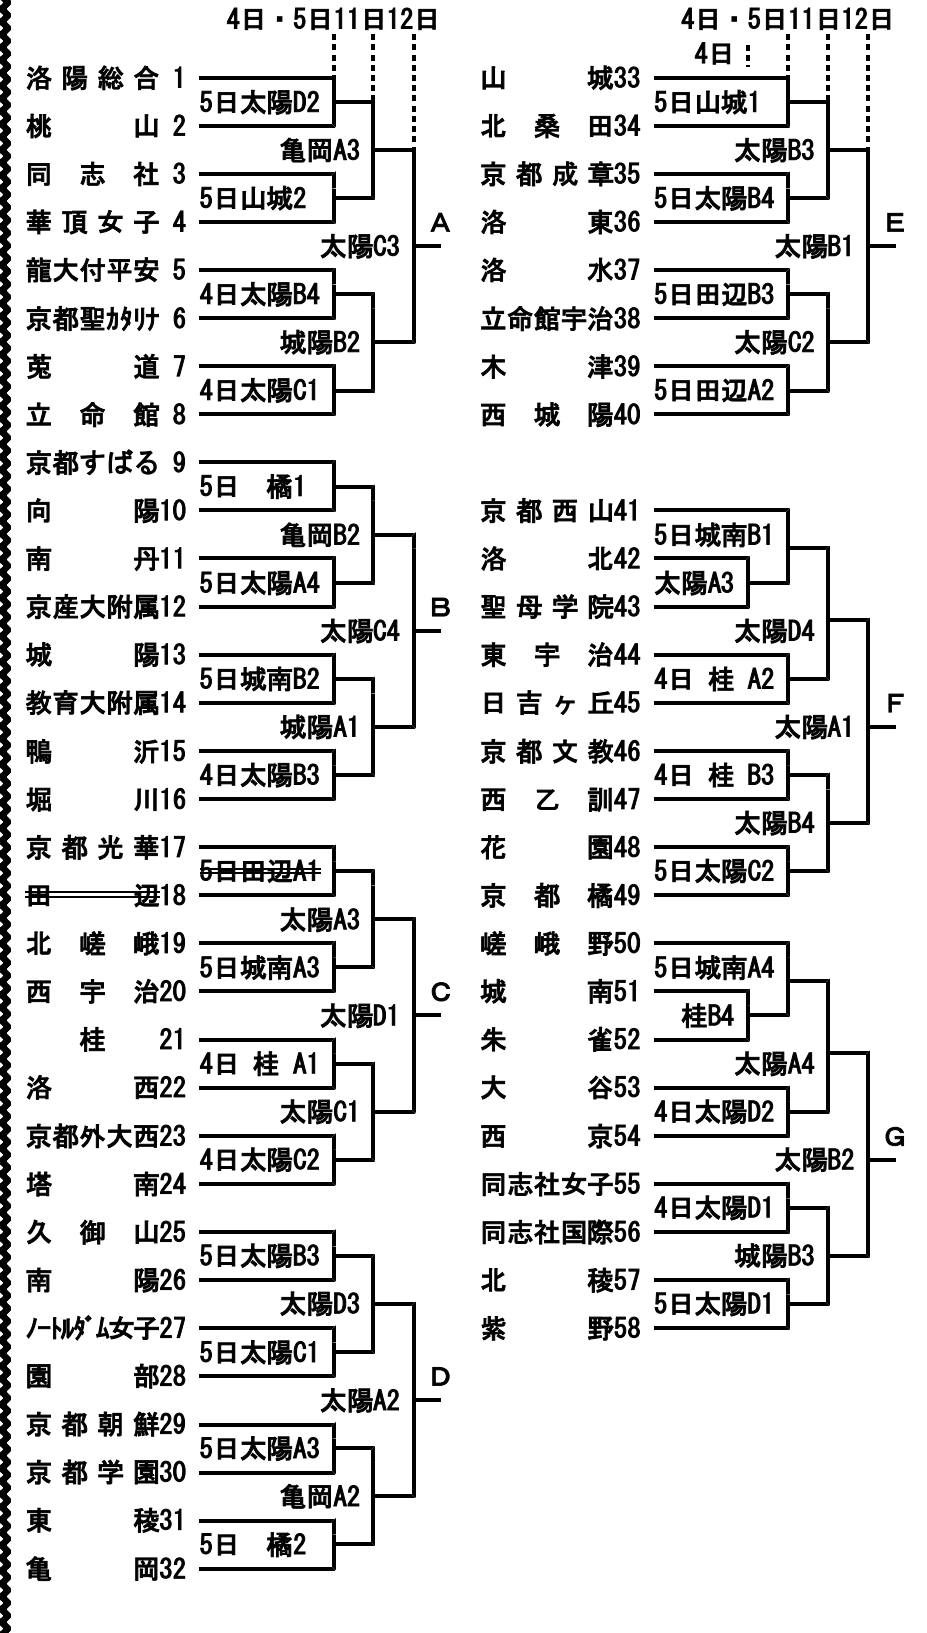 4日・5日11日12日
洛陽総合 1
5日太陽D2
桃山 2
亀岡A3
同志社 3
5日山城2
華頂女子 4
A
太陽C3
龍大付平安 5
4日太陽B4
京都聖ｶﾀﾘﾅ 6
城陽B2
莵道 7
4日太陽C1
立命館 8
京都すばる 9
5日 橘1
向陽10
亀岡B2
南丹11
5日太陽A4
京産大附属12
B
太陽C4
城陽13
5日城南B2
教育大附属14
城陽A1
鴨沂15
4日太陽B3
堀川16
京都光華17
5日田辺A1
田辺18
太陽A3
北嵯峨19
5日城南A3
西宇治20
C
太陽D1
桂21
4日 桂 A1
洛西22
太陽C1
京都外大西23
4日太陽C2
塔南24
久御山25
5日太陽B3
南陽26
太陽D3
ﾉｰﾄﾙﾀﾞﾑ女子27
5日太陽C1
園部28
D
太陽A2
京都朝鮮29
5日太陽A3
京都学園30
亀岡A2
東稜31
5日 橘2
亀岡32
4日・5日11日12日
4日
山城33
5日山城1
北桑田34
太陽B3
京都成章35
5日太陽B4
洛東36
E
太陽B1
洛水37
5日田辺B3
立命館宇治38
太陽C2
木津39
5日田辺A2
西城陽40
京都西山41
5日城南B1
洛北42
太陽A3
聖母学院43
太陽D4
東宇治44
4日 桂 A2
日吉ヶ丘45
F
太陽A1
京都文教46
4日 桂 B3
西乙訓47
太陽B4
花園48
5日太陽C2
京都橘49
嵯峨野50
5日城南A4
城南51
桂B4
朱雀52
太陽A4
大谷53
4日太陽D2
西京54
G
太陽B2
同志社女子55
4日太陽D1
同志社国際56
城陽B3
北稜57
5日太陽D1
紫野58